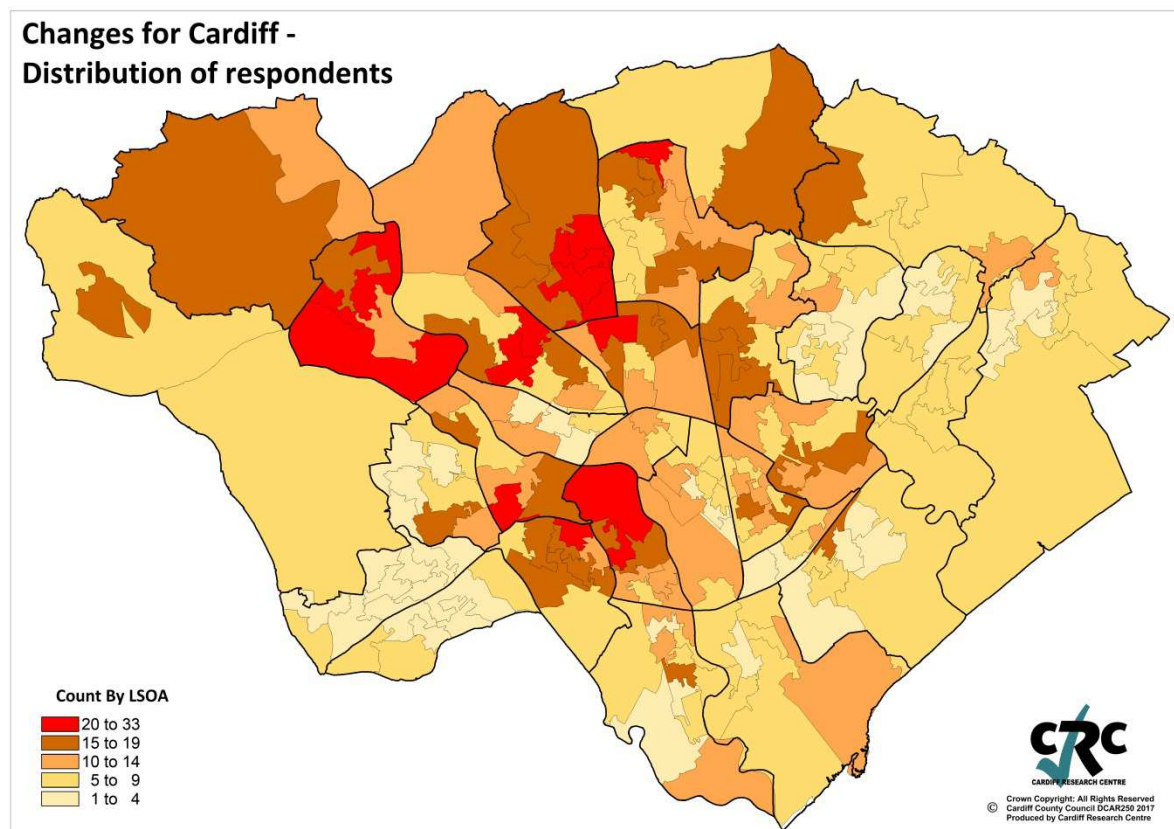 Changes for Cardiff -
Distribution of respondents
Count By LSOA
20 to 33
15 to 19
10 to 14
5 to 9
1 to 4
CRC
CARDIFF RESEARCH CENTRE
Crown Copyright: All Rights Reserved
© Cardiff County Council DCAR250 2017
Produced by Cardiff Research Centre